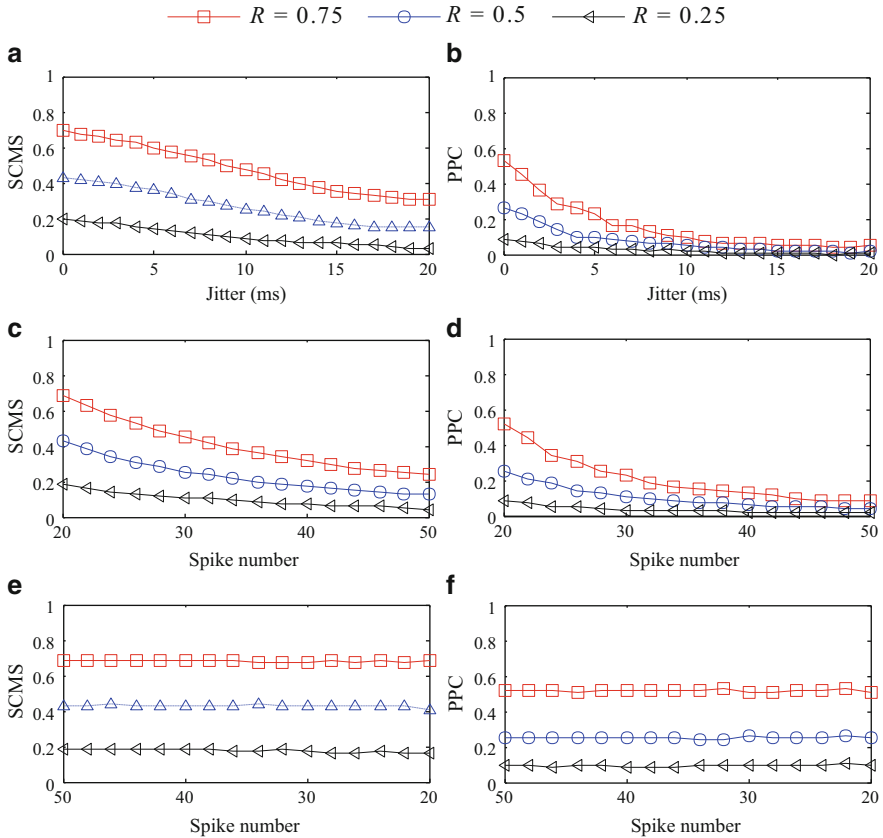 R = 0.75 R = 0.5 R = 0.25
a b
1 1
0.8 0.8
0.6 0.6
0.4 0.4
0.2 0.2
0 0
SCMS PPC
0 5 10 15 20 0 5 10 15 20
Jitter (ms) Jitter (ms)
c d
1 1
0.8 0.8
0.6 0.6
0.4 0.4
0.2 0.2
0 0
SCMS PPC
20 30 40 50 20 30 40 50
Spike number Spike number
e f
1 1
0.8 0.8
0.6 0.6
0.4 0.4
0.2 0.2
0 0
SCMS PPC
50 40 30 20 50 40 30 20
Spike number Spike number